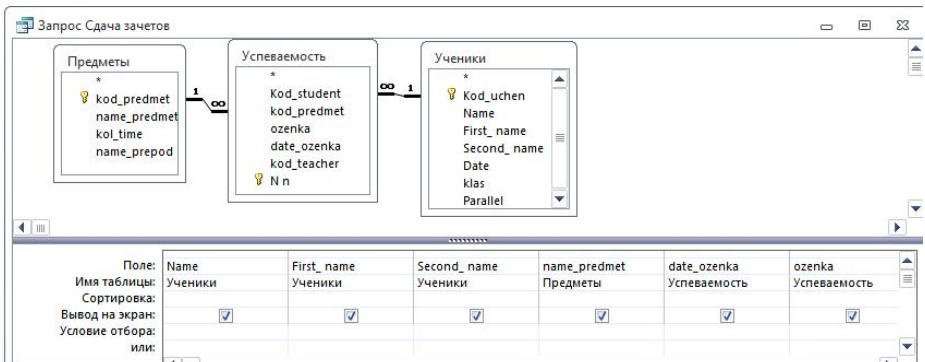 Запрос Сдача зачетов
Предметы
*
kod_predmet
name_predmet
kol_time
name_prepod
1
∞
Успеваемость
*
Kod_student
kod_predmet
ozenka
date_ozenka
kod_teacher
N n
∞
1
Ученики
*
Kod_uchen
Name
First_ name
Second_ name
Date
klas
Parallel
Поле: Name First_ name Second_ name name_predmet date_ozenka ozenka
Имя таблицы: Ученики Ученики Ученики Предметы Успеваемость Успеваемость
Сортировка:
Вывод на экран:
Условие отбора:
или: